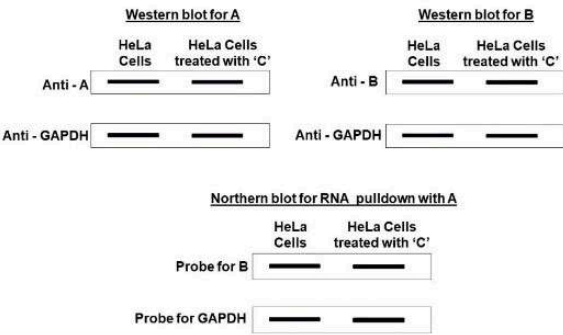 Western blot for A
HeLa
Cells
HeLa Cells
treated with 'C'
Anti - A
Anti - GAPDH
Western blot for B
HeLa
Cells
HeLa Cells
treated with 'C'
Anti - B
Anti - GAPDH
Northern blot for RNA pulldown with A
HeLa
Cells
HeLa Cells
treated with 'C'
Probe for B
Probe for GAPDH